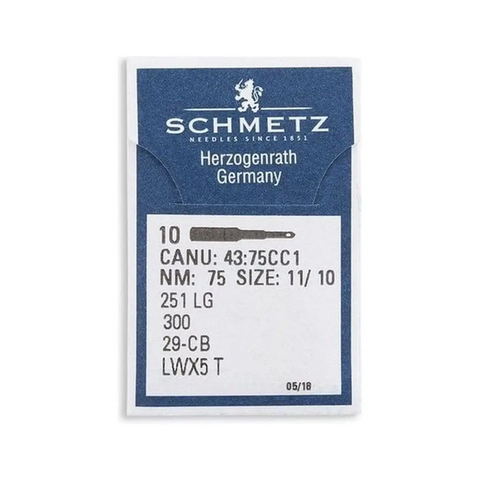 SCHMETZ
NEEDLES SINCE 1851
Herzogenrath
Germany
10
CANU: 43:75CC1
NM: 75 SIZE: 11/ 10
251 LG
300
29-CB
LWX5 T
05/18